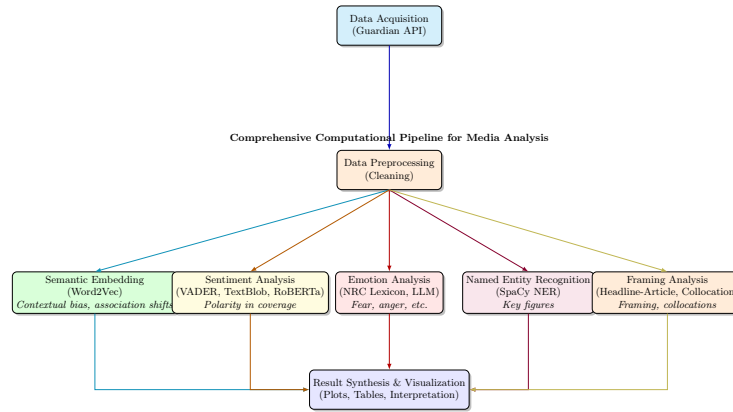 Data Acquisition
(Guardian API)
Comprehensive Computational Pipeline for Media Analysis
Data Preprocessing
(Cleaning)
Semantic Embedding
(Word2Vec)
Contextual bias, association shifts
Sentiment Analysis
(VADER, TextBlob, RoBERTa)
Polarity in coverage
Emotion Analysis
(NRC Lexicon, LLM)
Fear, anger, etc.
Named Entity Recognition
(SpaCy NER)
Key figures
Framing Analysis
(Headline-Article, Collocation
Framing, collocations
Result Synthesis & Visualization
(Plots, Tables, Interpretation)